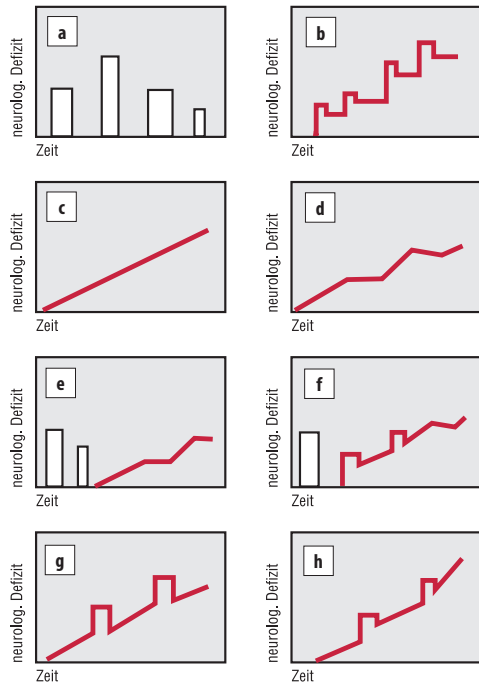 a
neurolog. Defizit
Zeit
b
neurolog. Defizit
Zeit
c
neurolog. Defizit
Zeit
d
neurolog. Defizit
Zeit
e
neurolog. Defizit
Zeit
f
neurolog. Defizit
Zeit
g
neurolog. Defizit
Zeit
h
neurolog. Defizit
Zeit